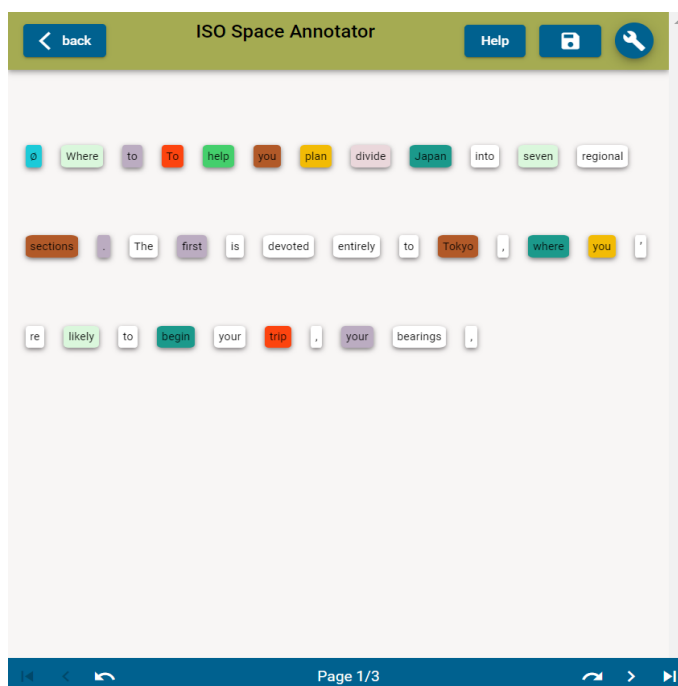 back ISO Space Annotator Help
ø Where to To help you plan divide Japan into seven regional
sections . The first is devoted entirely to Tokyo , where you '
re likely to begin your trip , your bearings ,
Page 1/3